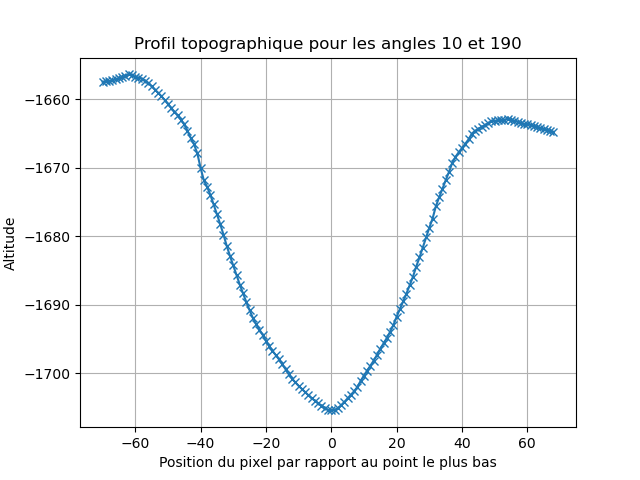 Profil topographique pour les angles 10 et 190
Altitude
−1660
−1670
−1680
−1690
−1700
−60 −40 −20 0 20 40 60
Position du pixel par rapport au point le plus bas